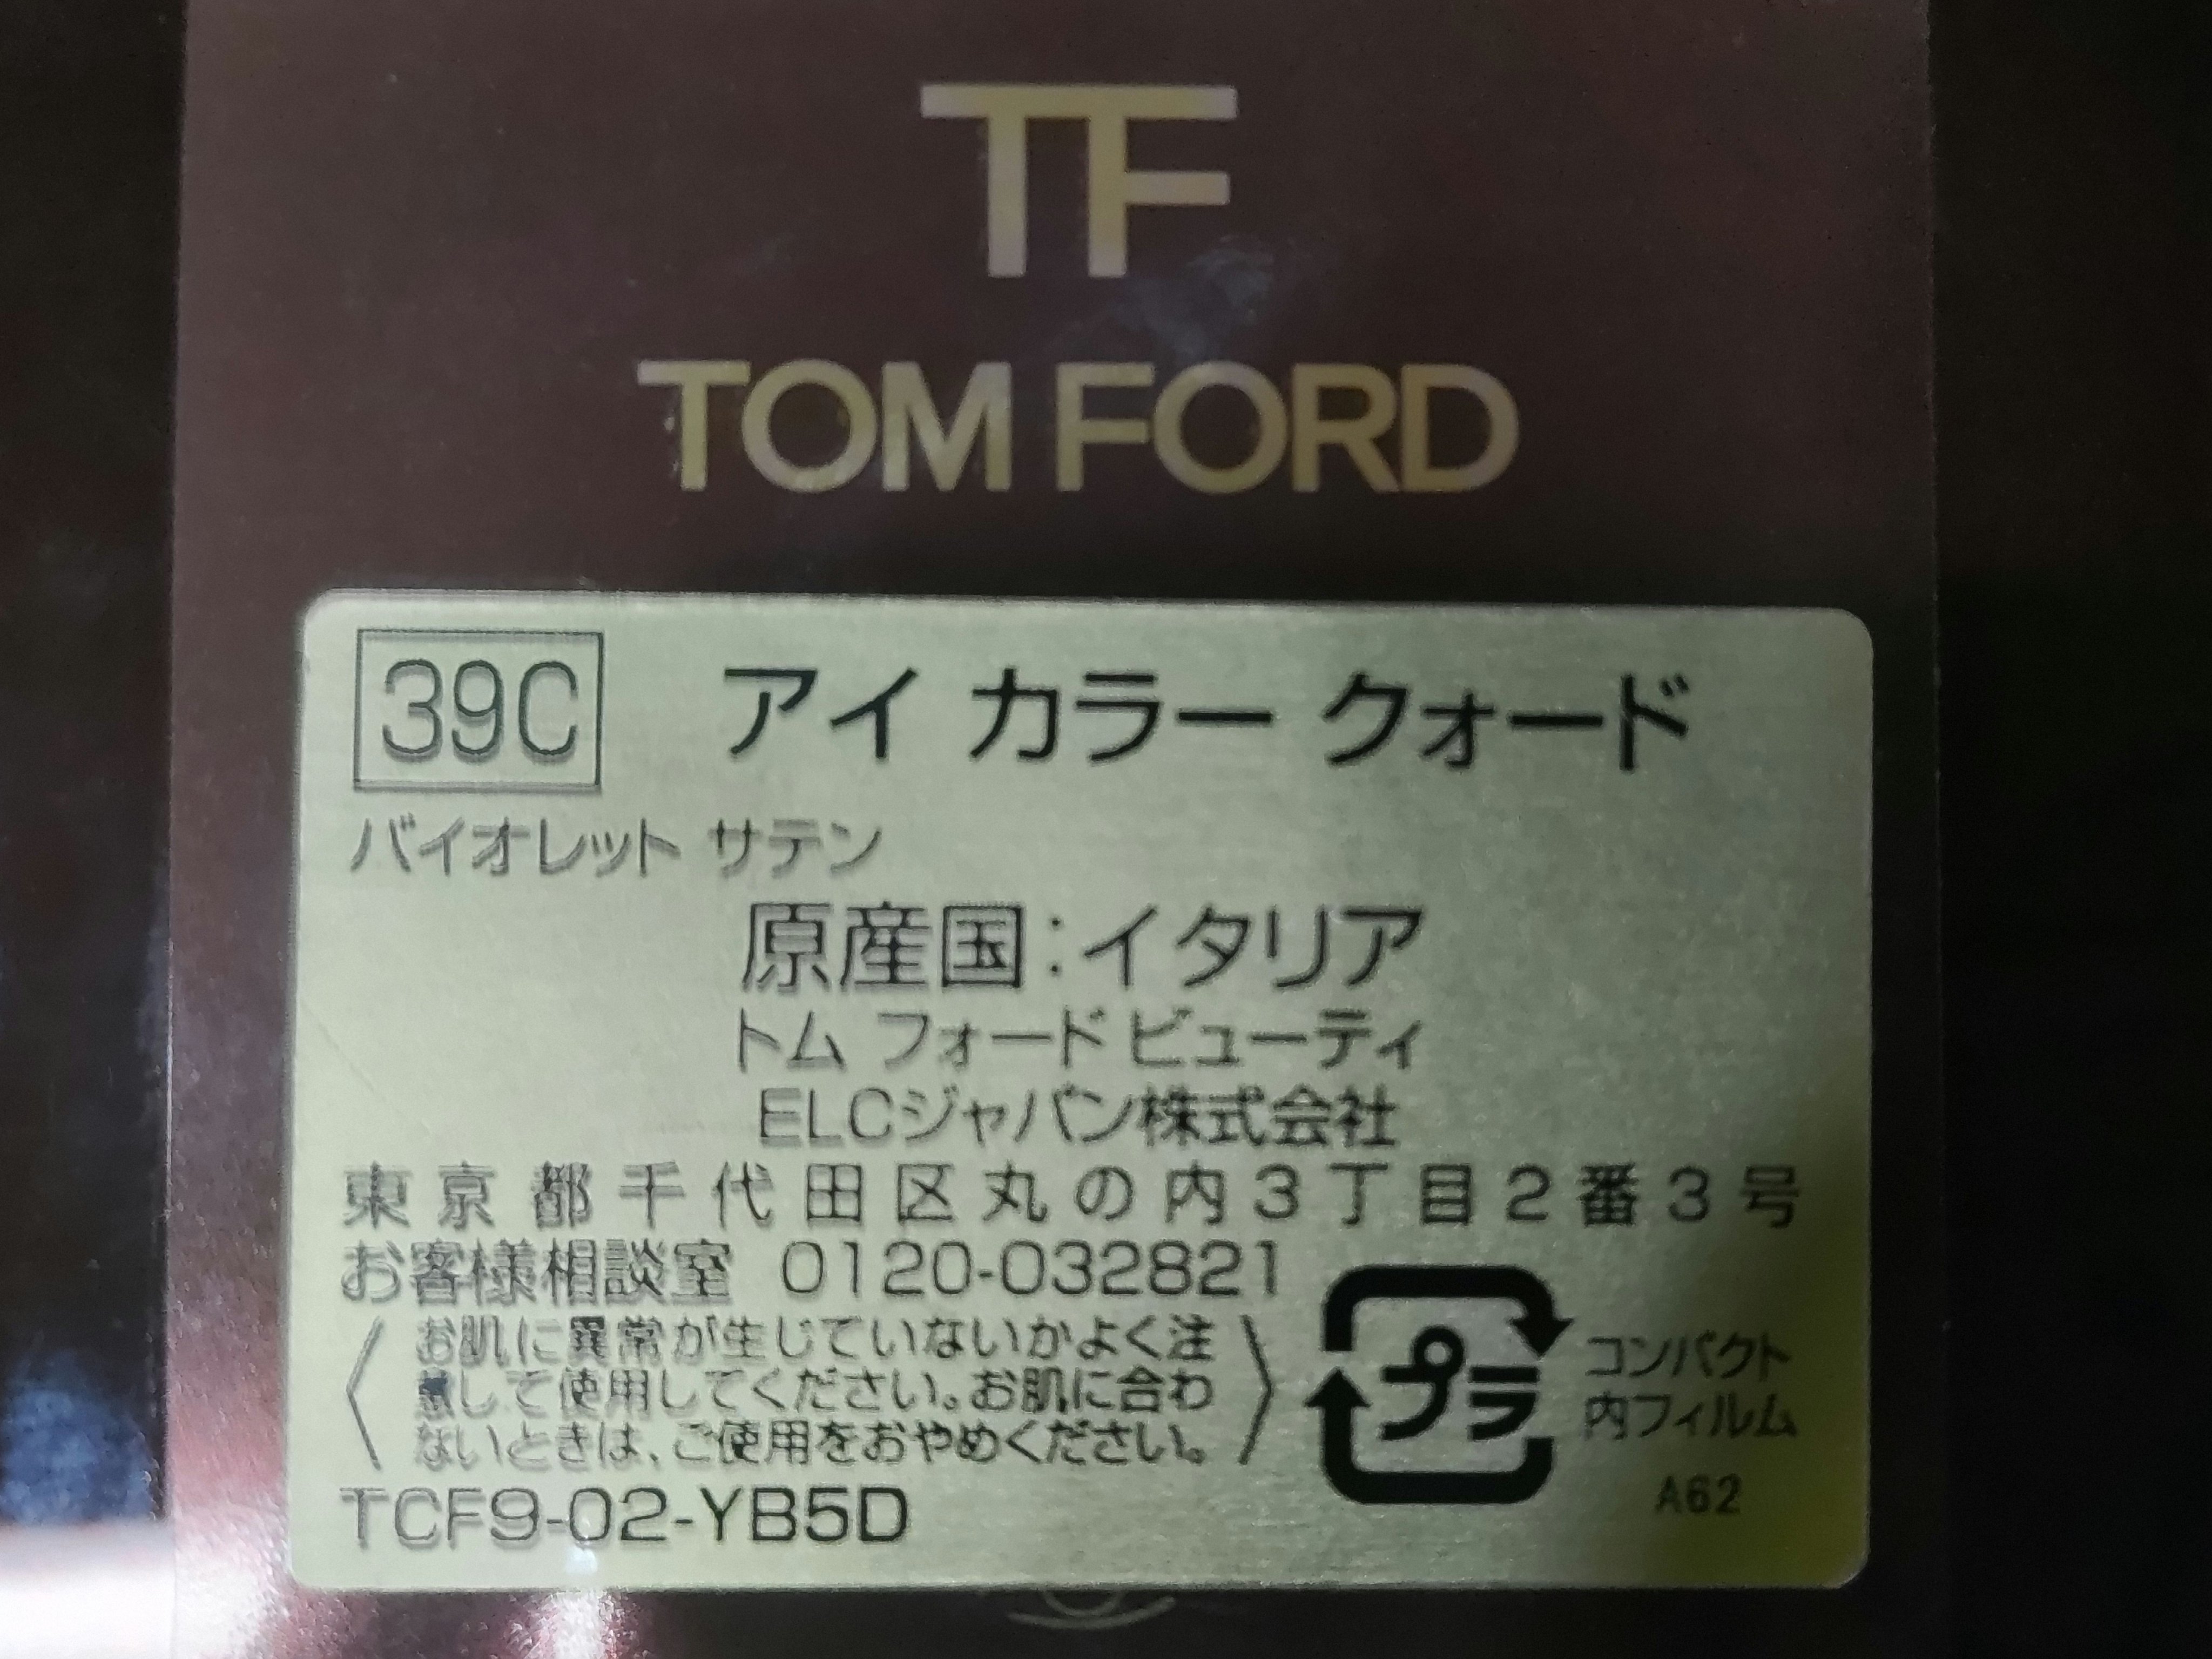 TF
TOM FORD
39C アイ カラー クォード
バイオレット サテン
原産国:イタリア
トム フォード ビューティ
ELCジャパン株式会社
東京都千代田区丸の内3丁目2番3号
お客様相談室 0120-032821
お肌に異常が生じていないかよく注
意して使用してください。お肌に合わ
ないときは、ご使用をおやめください。
プラ
コンパクト
内フィルム
A62
TCF9-02-YB5D